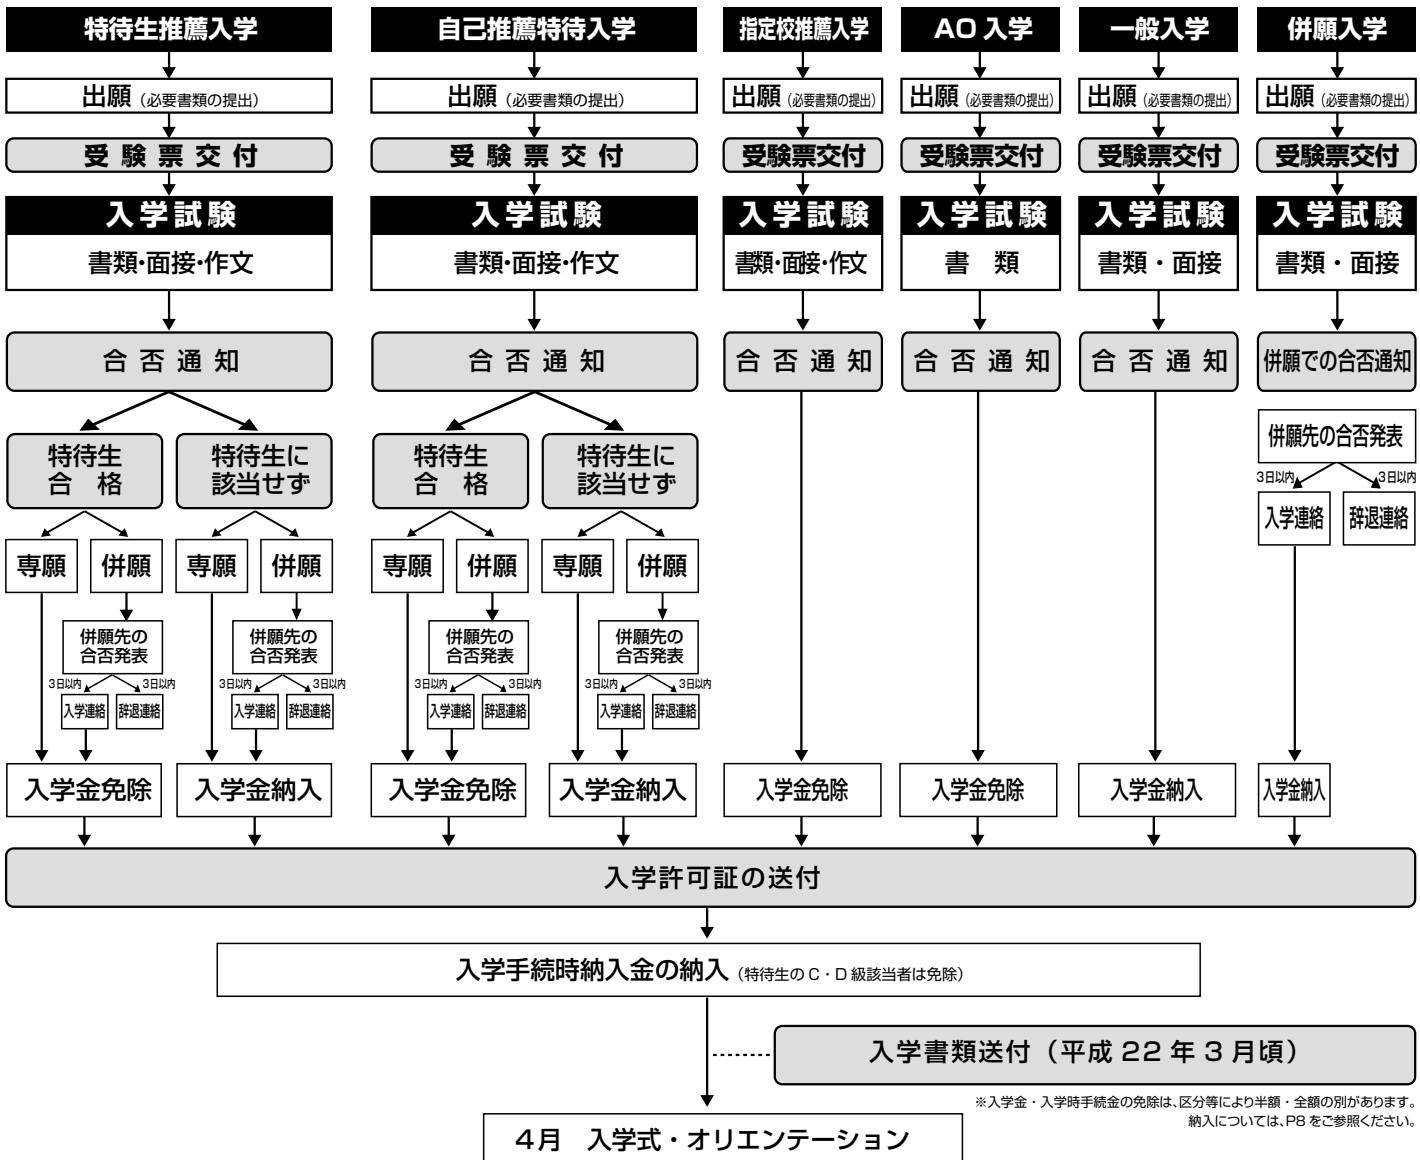 特待生推薦入学
自己推薦特待入学
指定校推薦入学
AO 入学
一般入学
併願入学
出願（必要書類の提出）
出願（必要書類の提出）
出願（必要書類の提出）
出願（必要書類の提出）
出願（必要書類の提出）
出願（必要書類の提出）
受験票交付
受験票交付
受験票交付
受験票交付
受験票交付
受験票交付
入学試験
入学試験
入学試験
入学試験
入学試験
入学試験
書類・面接・作文
書類・面接・作文
書類・面接・作文
書　類
書類・面接
書類・面接
合否通知
合否通知
合否通知
合否通知
合否通知
併願での合否通知
併願先の合否発表
3日以内
3日以内
入学連絡
辞退連絡
特待生
合　格
特待生に
該当せず
特待生
合　格
特待生に
該当せず
専願
併願
専願
併願
専願
併願
専願
併願
併願先の
合否発表
併願先の
合否発表
併願先の
合否発表
併願先の
合否発表
3日以内
3日以内
3日以内
3日以内
3日以内
3日以内
3日以内
3日以内
入学連絡
辞退連絡
入学連絡
辞退連絡
入学連絡
辞退連絡
入学連絡
辞退連絡
入学金免除
入学金納入
入学金免除
入学金納入
入学金免除
入学金免除
入学金納入
入学金納入
入学許可証の送付
入学手続時納入金の納入（特待生の C・D 級該当者は免除）
入学書類送付（平成 22 年 3 月頃）
※入学金・入学時手続金の免除は、区分等により半額・全額の別があります。
納入については、P8 をご参照ください。
4月　入学式・オリエンテーション